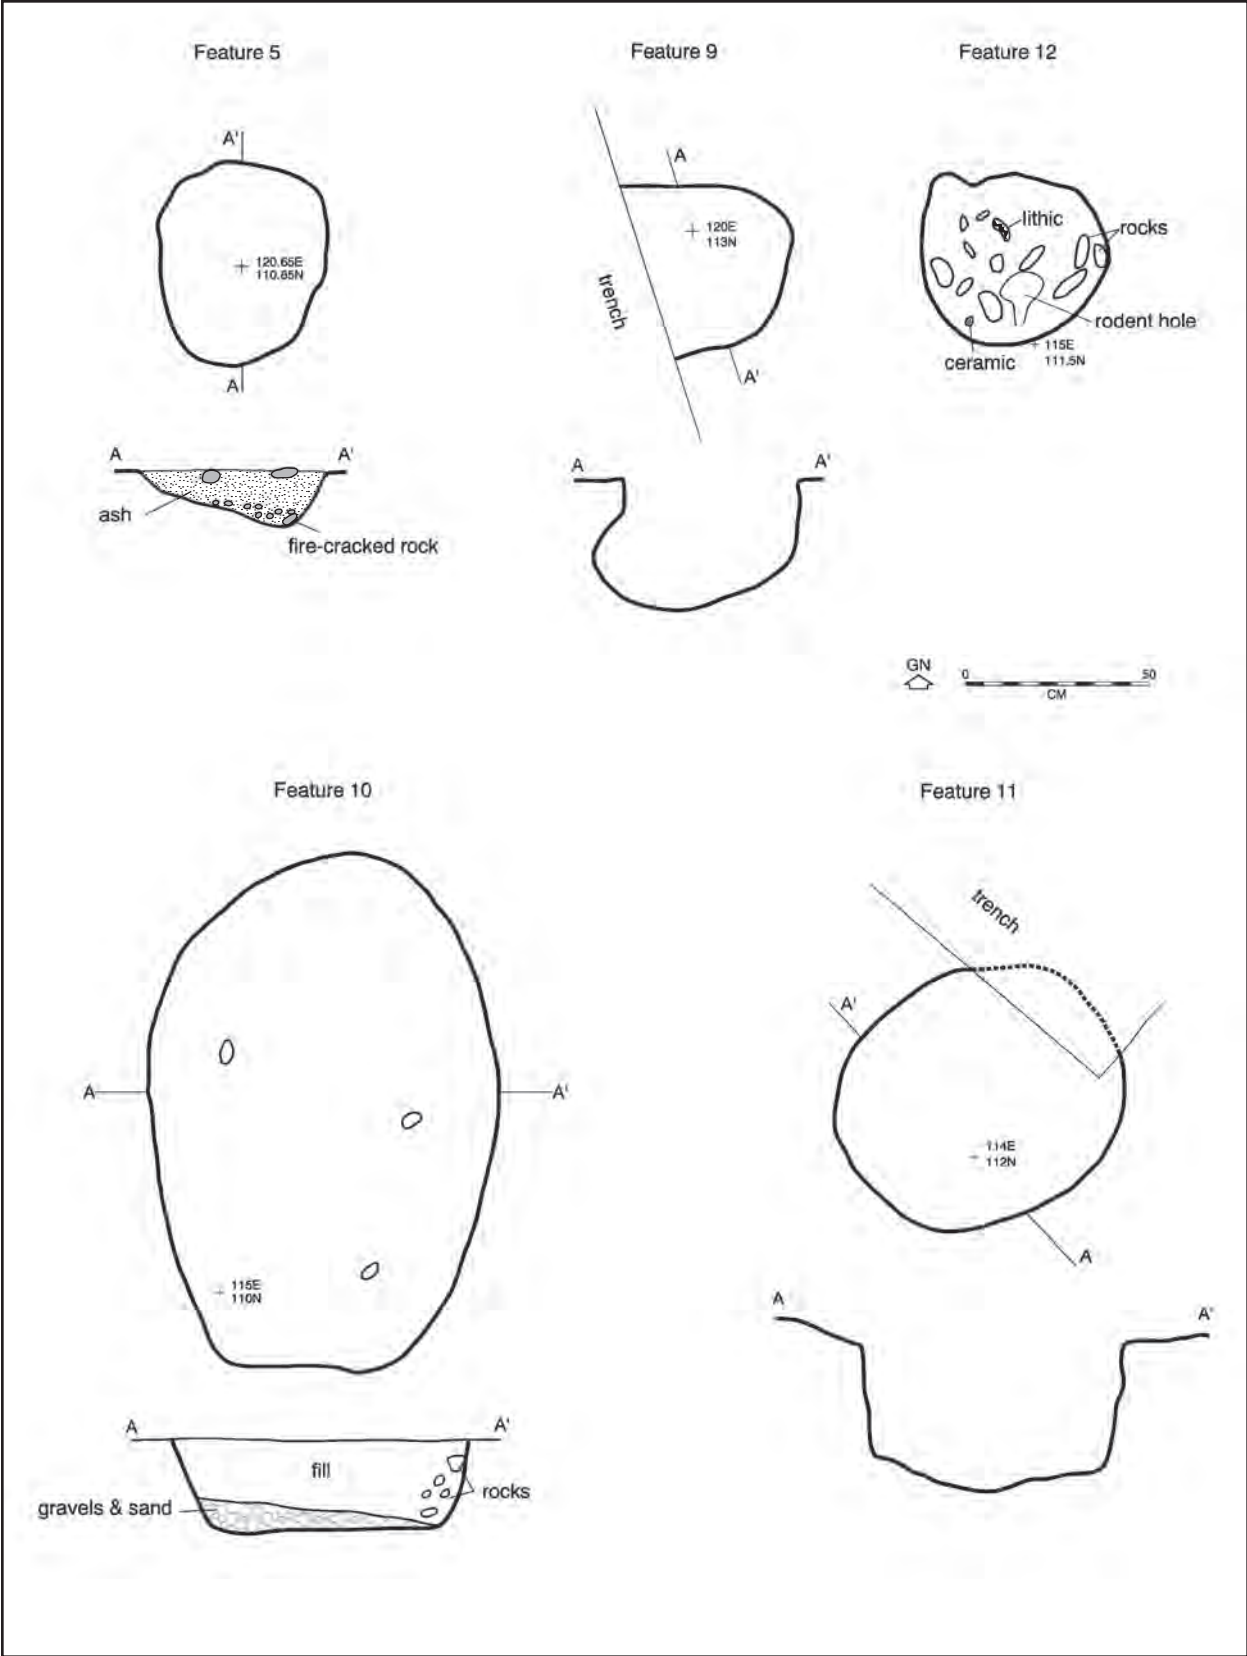 Feature 5
A'
120.65E
110.85N
A
A A'
ash
fire-cracked rock
Feature 9
A
120E
113N
trench
A'
A A'
Feature 12
lithic
rocks
rodent hole
ceramic
115E
111.5N
GN
0 50
CM
Feature 10
A A'
115E
110N
A A'
fill
rocks
gravels & sand
Feature 11
trench
A'
114E
112N
A
A A'